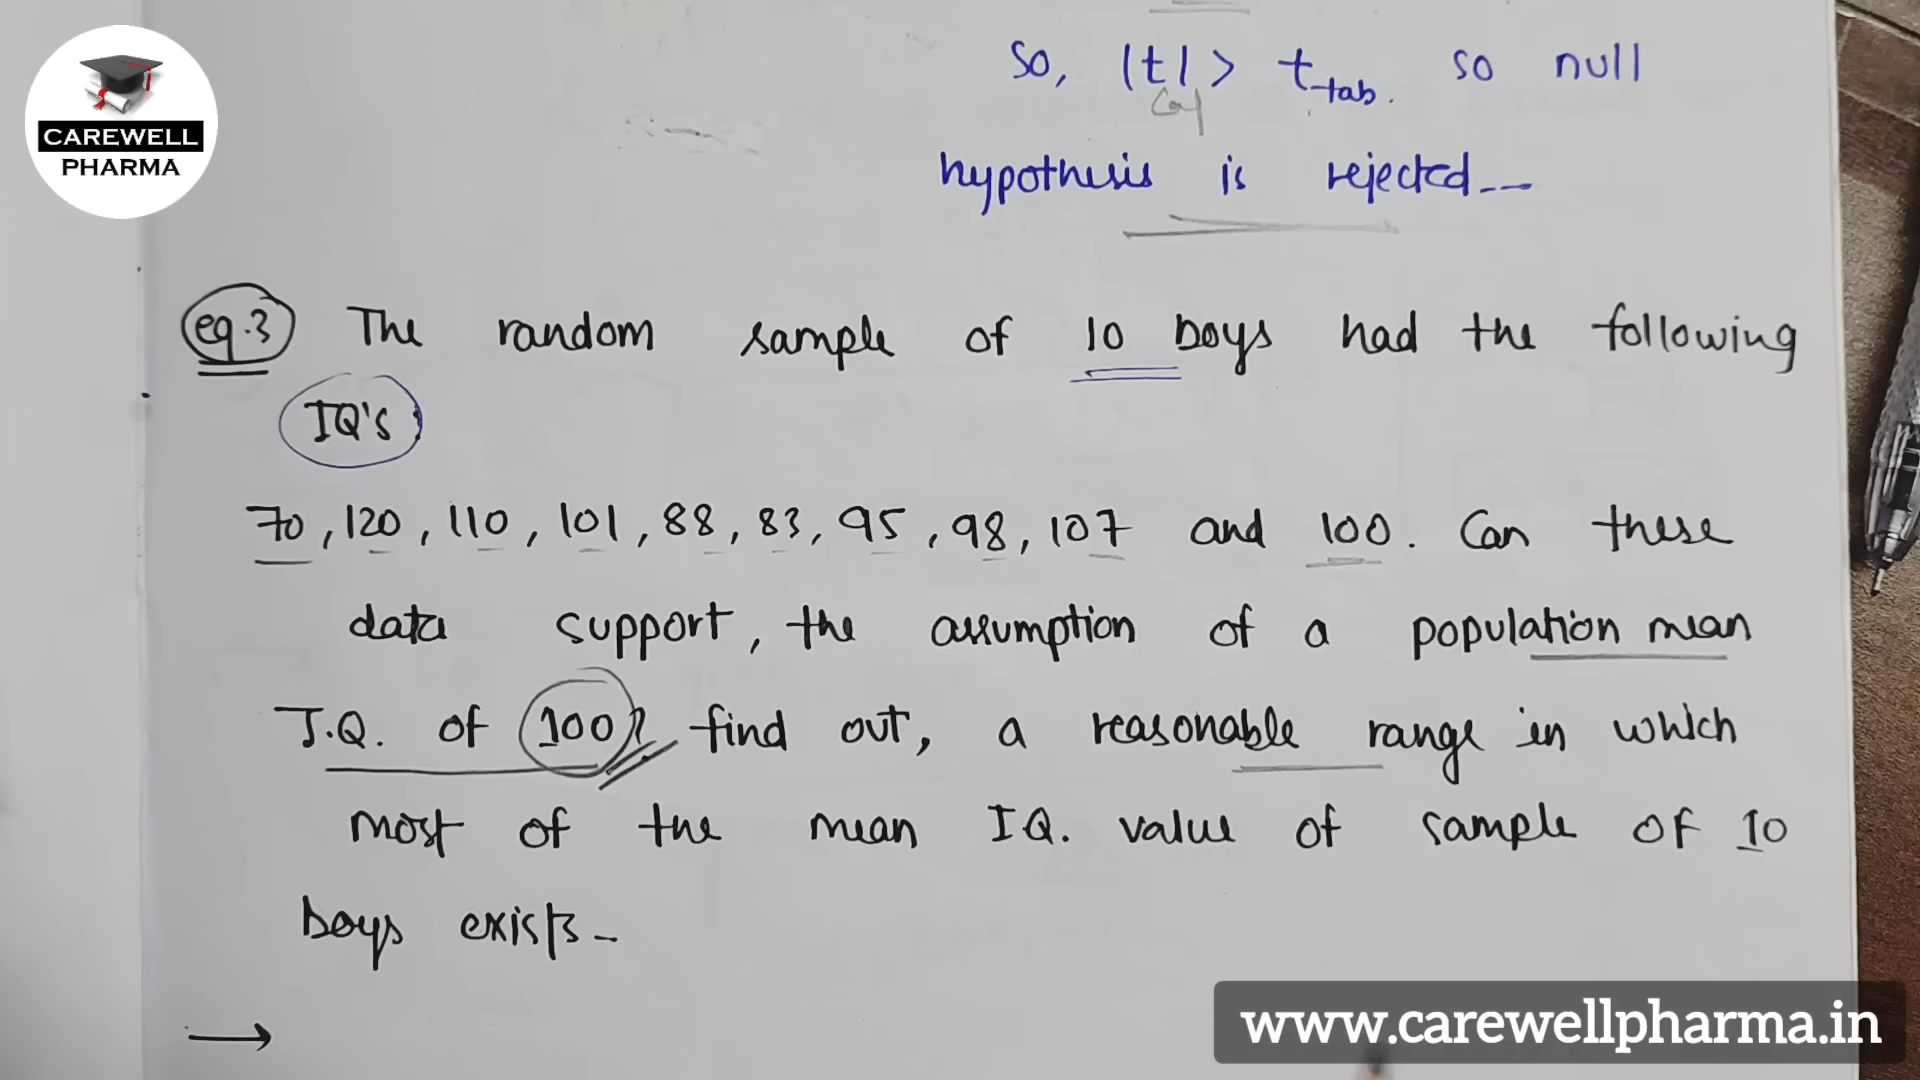 CAREWELL
PHARMA
So, |t| > t tab. so null
cal
hypothesis is rejected--
eg.3 The random sample of 10 boys had the following
IQ's
70, 120, 110, 101, 88, 83, 95, 98, 107 and 100. Can these
data support, the assumption of a population mean
I.Q. of 100? find out, a reasonable range in which
most of the mean IQ. value of sample of 10
boys exists-
www.carewellpharma.in